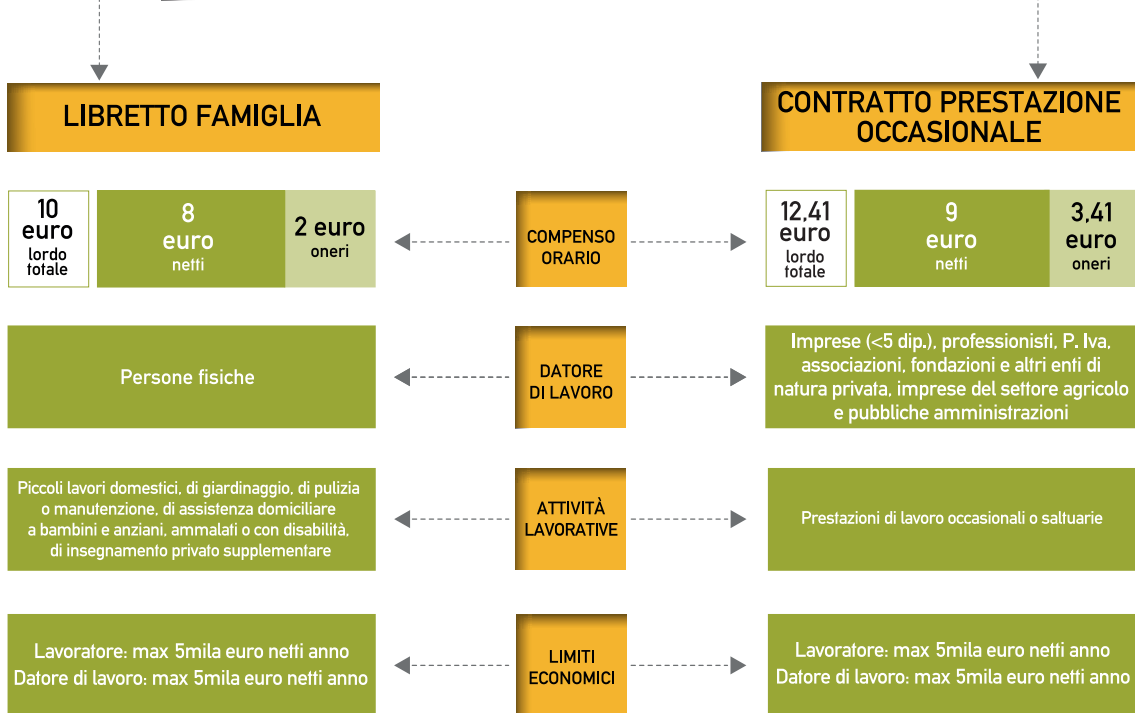 LIBRETTO FAMIGLIA
CONTRATTO PRESTAZIONE
OCCASIONALE
10
euro
lordo
totale
8
euro
netti
2 euro
oneri
COMPENSO
ORARIO
12,41
euro
lordo
totale
9
euro
netti
3,41
euro
oneri
Persone fisiche
DATORE
DI LAVORO
Imprese (<5 dip.), professionisti, P. Iva,
associazioni, fondazioni e altri enti di
natura privata, imprese del settore agricolo
e pubbliche amministrazioni
Piccoli lavori domestici, di giardinaggio, di pulizia
o manutenzione, di assistenza domiciliare
a bambini e anziani, ammalati o con disabilità,
di insegnamento privato supplementare
ATTIVITÀ
LAVORATIVE
Prestazioni di lavoro occasionali o saltuarie
Lavoratore: max 5mila euro netti anno
Datore di lavoro: max 5mila euro netti anno
LIMITI
ECONOMICI
Lavoratore: max 5mila euro netti anno
Datore di lavoro: max 5mila euro netti anno